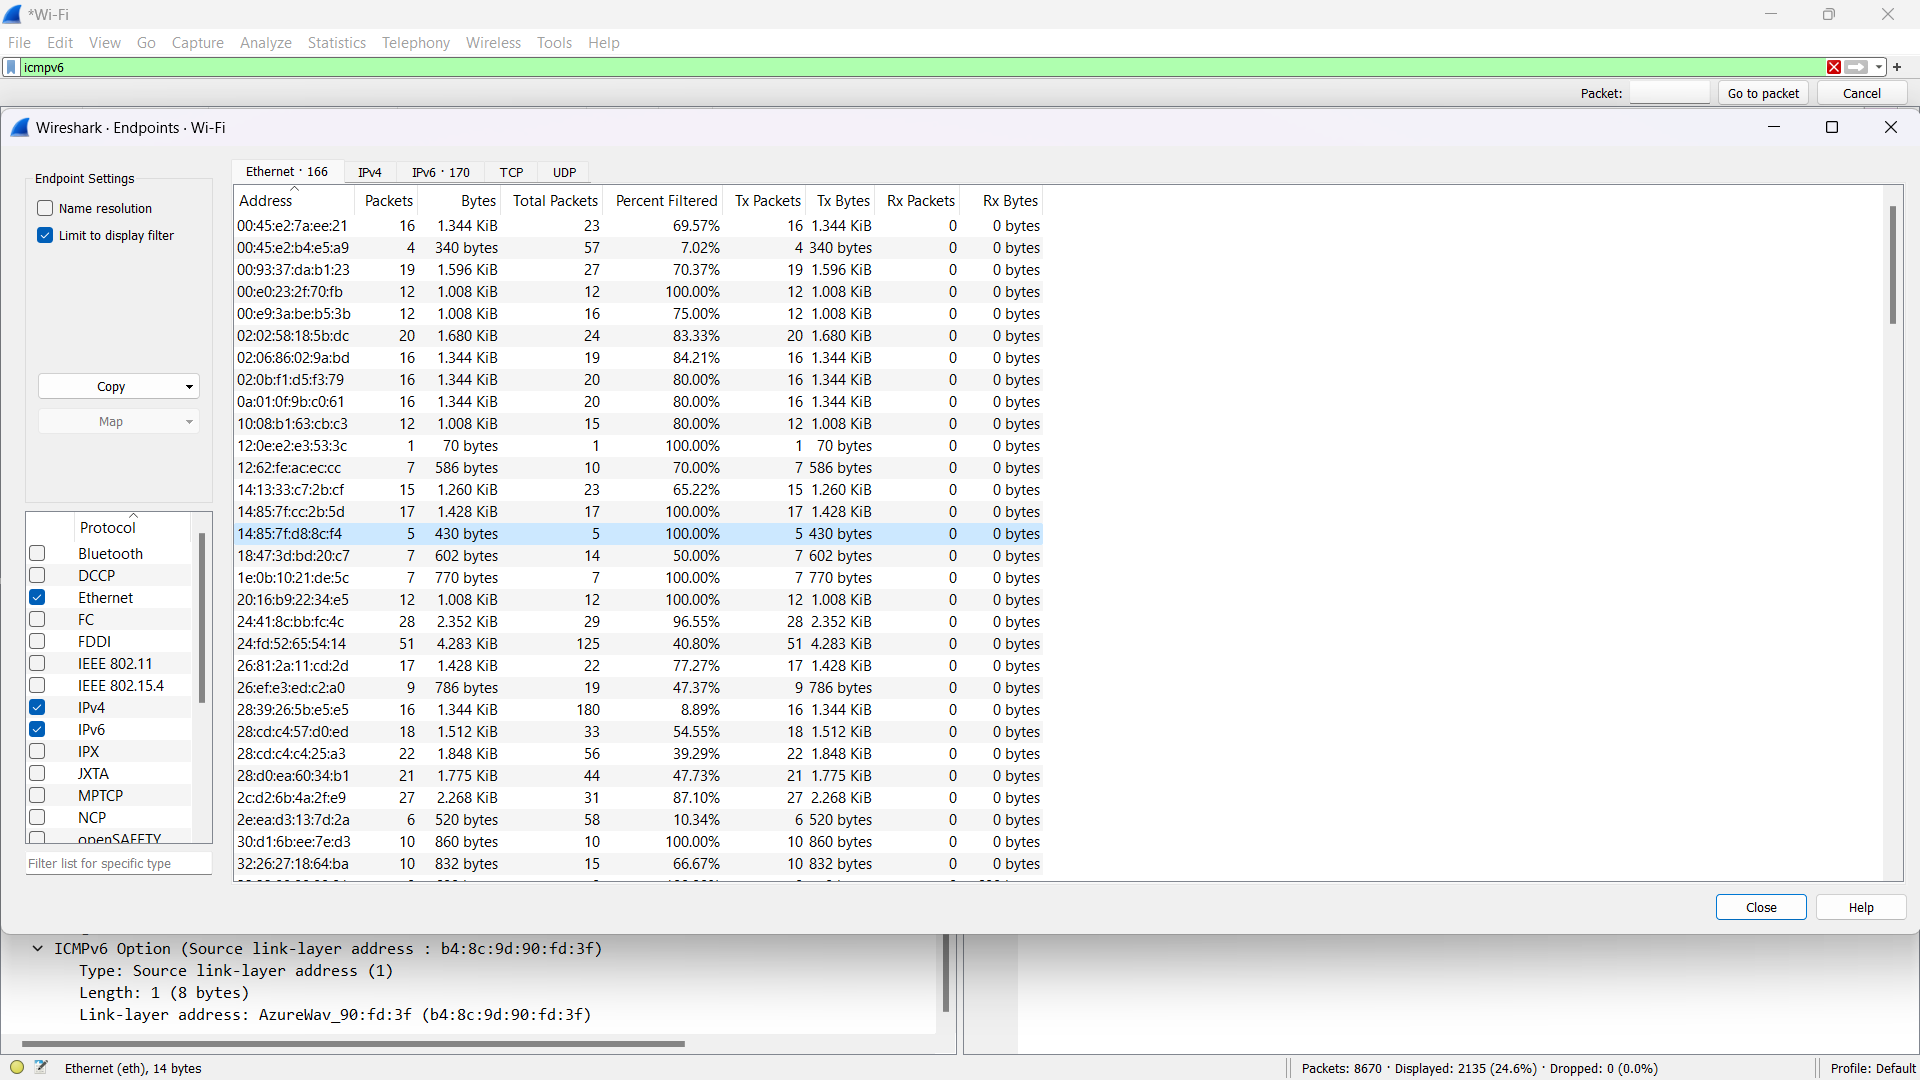 *Wi-Fi
File Edit View Go Capture Analyze Statistics Telephony Wireless Tools Help
icmpv6
Packet: Go to packet Cancel
Wireshark · Endpoints · Wi-Fi
Endpoint Settings
Name resolution
Limit to display filter
Copy
Map
Protocol
Bluetooth
DCCP
Ethernet
FC
FDDI
IEEE 802.11
IEEE 802.15.4
IPv4
IPv6
IPX
JXTA
MPTCP
NCP
openSAFETY
Filter list for specific type
Ethernet · 166 IPv4 IPv6 · 170 TCP UDP
Address Packets Bytes Total Packets Percent Filtered Tx Packets Tx Bytes Rx Packets Rx Bytes
00:45:e2:7a:ee:21 16 1.344 KiB 23 69.57% 16 1.344 KiB 0 0 bytes
00:45:e2:b4:e5:a9 4 340 bytes 57 7.02% 4 340 bytes 0 0 bytes
00:93:37:da:b1:23 19 1.596 KiB 27 70.37% 19 1.596 KiB 0 0 bytes
00:e0:23:2f:70:fb 12 1.008 KiB 12 100.00% 12 1.008 KiB 0 0 bytes
00:e9:3a:be:b5:3b 12 1.008 KiB 16 75.00% 12 1.008 KiB 0 0 bytes
02:02:58:18:5b:dc 20 1.680 KiB 24 83.33% 20 1.680 KiB 0 0 bytes
02:06:86:02:9a:bd 16 1.344 KiB 19 84.21% 16 1.344 KiB 0 0 bytes
02:0b:f1:d5:f3:79 16 1.344 KiB 20 80.00% 16 1.344 KiB 0 0 bytes
0a:01:0f:9b:c0:61 16 1.344 KiB 20 80.00% 16 1.344 KiB 0 0 bytes
10:08:b1:63:cb:c3 12 1.008 KiB 15 80.00% 12 1.008 KiB 0 0 bytes
12:0e:e2:e3:53:3c 1 70 bytes 1 100.00% 1 70 bytes 0 0 bytes
12:62:fe:ac:ec:cc 7 586 bytes 10 70.00% 7 586 bytes 0 0 bytes
14:13:33:c7:2b:cf 15 1.260 KiB 23 65.22% 15 1.260 KiB 0 0 bytes
14:85:7f:cc:2b:5d 17 1.428 KiB 17 100.00% 17 1.428 KiB 0 0 bytes
14:85:7f:d8:8c:f4 5 430 bytes 5 100.00% 5 430 bytes 0 0 bytes
18:47:3d:bd:20:c7 7 602 bytes 14 50.00% 7 602 bytes 0 0 bytes
1e:0b:10:21:de:5c 7 770 bytes 7 100.00% 7 770 bytes 0 0 bytes
20:16:b9:22:34:e5 12 1.008 KiB 12 100.00% 12 1.008 KiB 0 0 bytes
24:41:8c:bb:fc:4c 28 2.352 KiB 29 96.55% 28 2.352 KiB 0 0 bytes
24:fd:52:65:54:14 51 4.283 KiB 125 40.80% 51 4.283 KiB 0 0 bytes
26:81:2a:11:cd:2d 17 1.428 KiB 22 77.27% 17 1.428 KiB 0 0 bytes
26:ef:e3:ed:c2:a0 9 786 bytes 19 47.37% 9 786 bytes 0 0 bytes
28:39:26:5b:e5:e5 16 1.344 KiB 180 8.89% 16 1.344 KiB 0 0 bytes
28:cd:c4:57:d0:ed 18 1.512 KiB 33 54.55% 18 1.512 KiB 0 0 bytes
28:cd:c4:c4:25:a3 22 1.848 KiB 56 39.29% 22 1.848 KiB 0 0 bytes
28:d0:ea:60:34:b1 21 1.775 KiB 44 47.73% 21 1.775 KiB 0 0 bytes
2c:d2:6b:4a:2f:e9 27 2.268 KiB 31 87.10% 27 2.268 KiB 0 0 bytes
2e:ea:d3:13:7d:2a 6 520 bytes 58 10.34% 6 520 bytes 0 0 bytes
30:d1:6b:ee:7e:d3 10 860 bytes 10 100.00% 10 860 bytes 0 0 bytes
32:26:27:18:64:ba 10 832 bytes 15 66.67% 10 832 bytes 0 0 bytes
Close Help
ICMPv6 Option (Source link-layer address : b4:8c:9d:90:fd:3f)
Type: Source link-layer address (1)
Length: 1 (8 bytes)
Link-layer address: AzureWav_90:fd:3f (b4:8c:9d:90:fd:3f)
Ethernet (eth), 14 bytes
Packets: 8670 · Displayed: 2135 (24.6%) · Dropped: 0 (0.0%)
Profile: Default